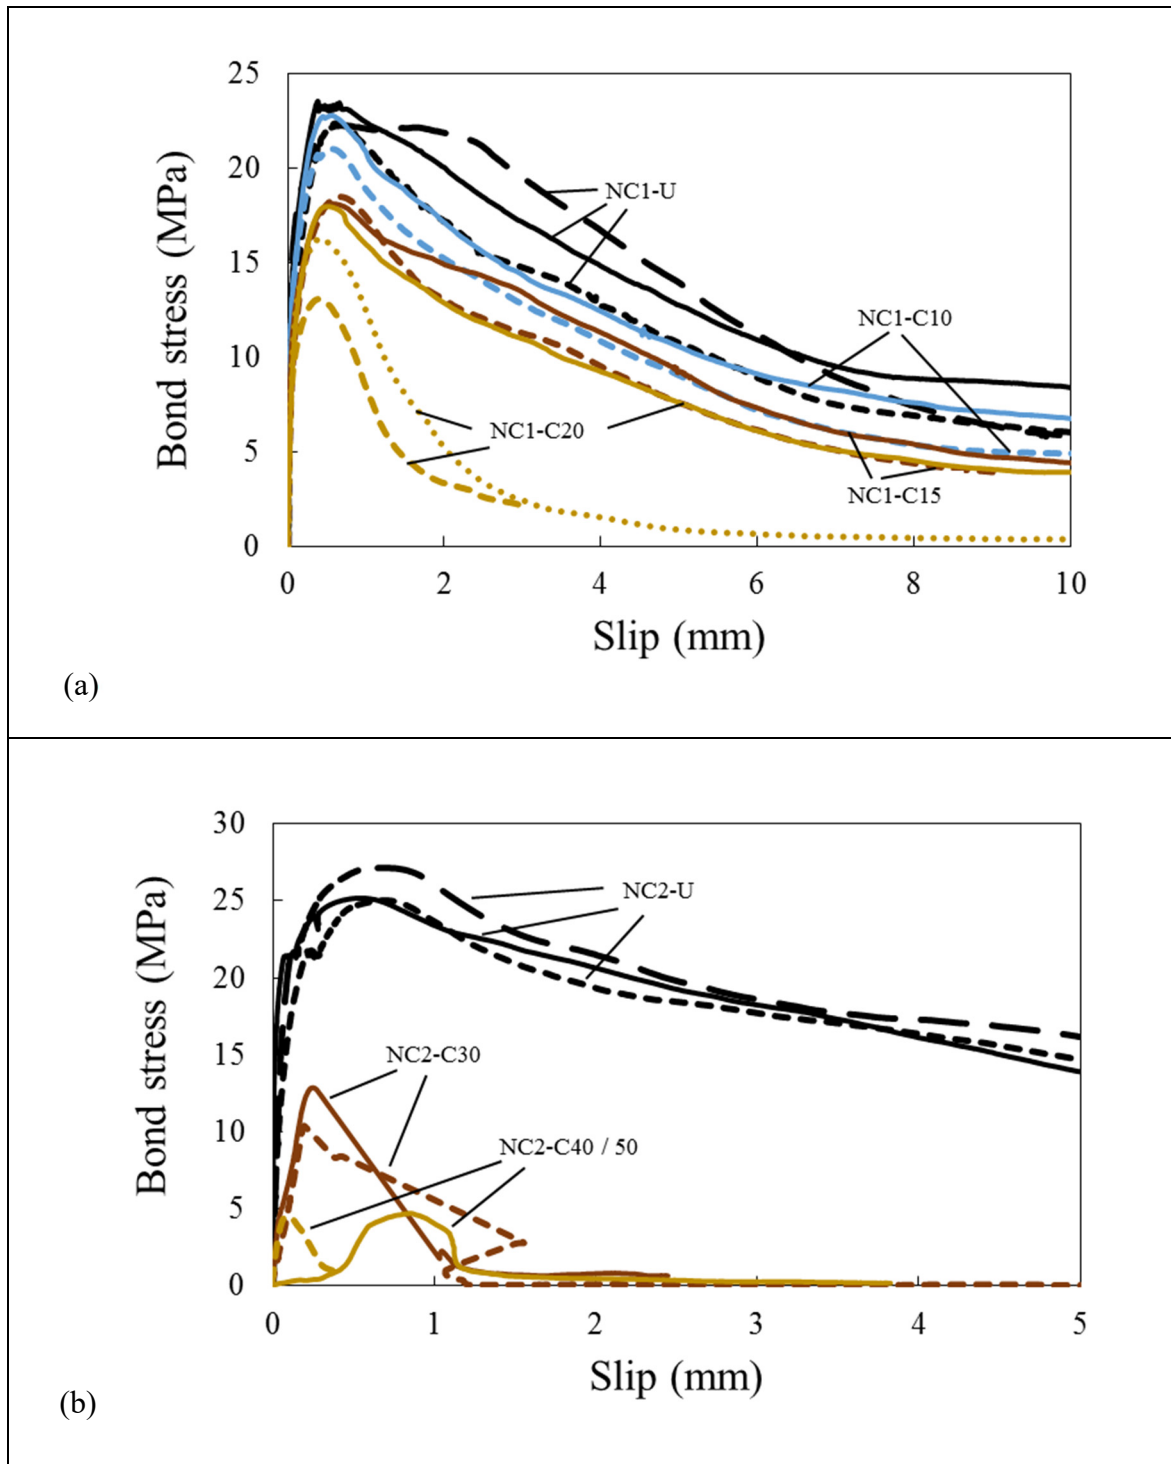 25
20
15
10
5
0
Bond stress (MPa)
NC1-U
NC1-C10
NC1-C20
NC1-C15
0 2 4 6 8 10
Slip (mm)
(a)
30
25
20
15
10
5
0
Bond stress (MPa)
NC2-U
NC2-C30
NC2-C40 / 50
0 1 2 3 4 5
Slip (mm)
(b)